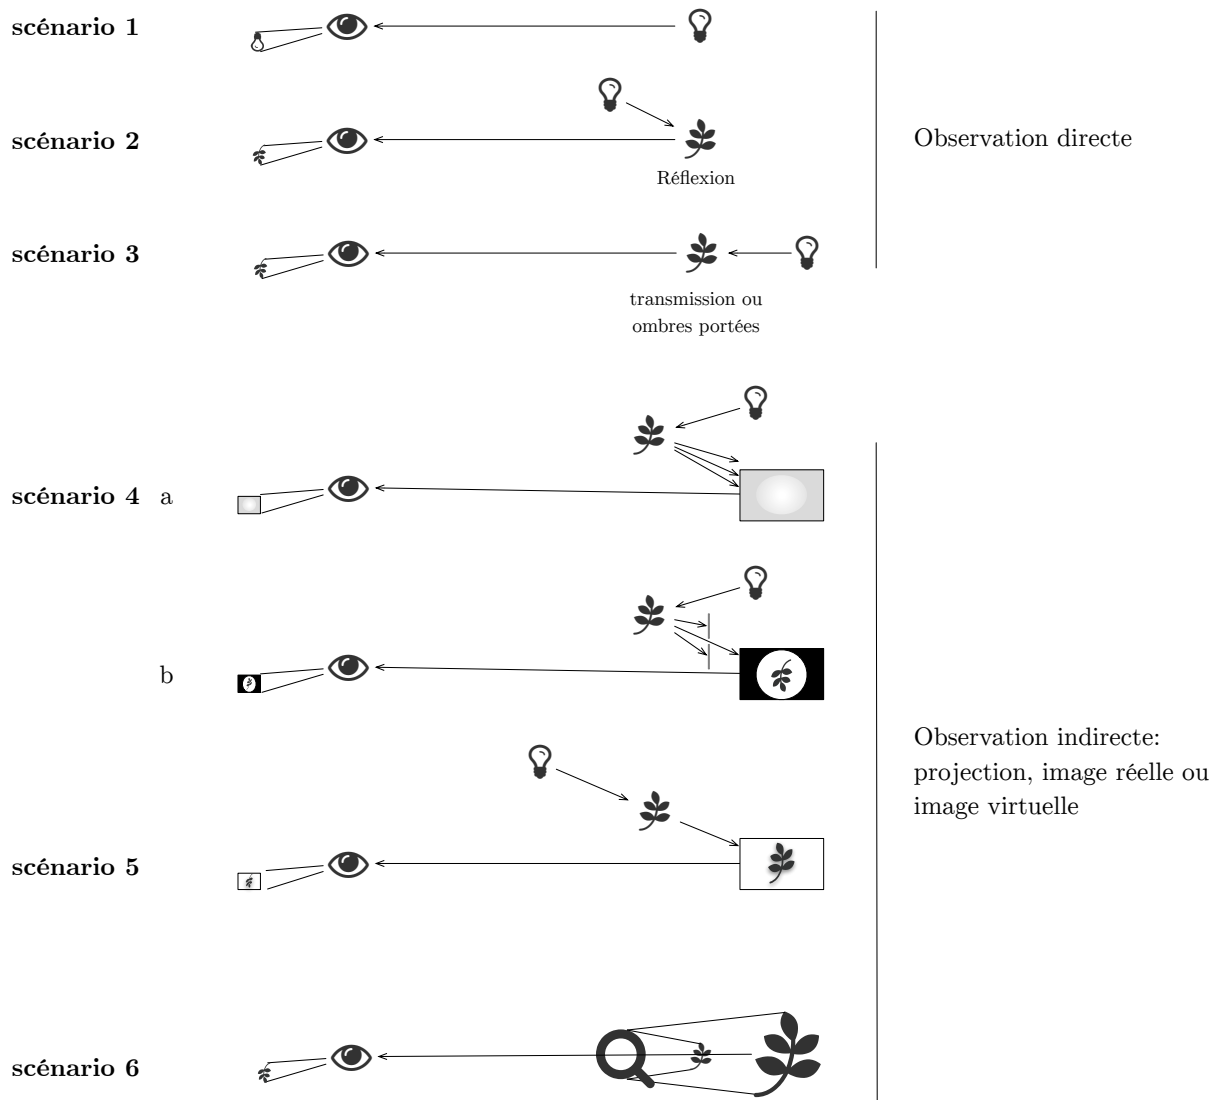 scénario 1
scénario 2
Observation directe
Réflexion
scénario 3
transmission ou
ombres portées
scénario 4 a
b
Observation indirecte:
projection, image réelle ou
image virtuelle
scénario 5
scénario 6